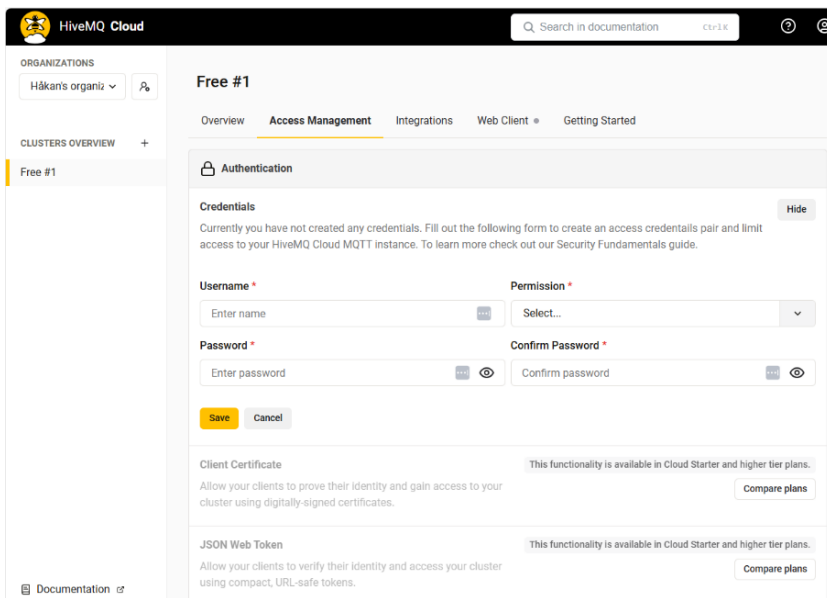 HiveMQ Cloud
Search in documentation
Ctrl K
ORGANIZATIONS
Håkan's organiz
CLUSTERS OVERVIEW +
Free #1
Free #1
Overview
Access Management
Integrations
Web Client
Getting Started
Authentication
Credentials
Hide
Currently you have not created any credentials. Fill out the following form to create an access credentails pair and limit
access to your HiveMQ Cloud MQTT instance. To learn more check out our Security Fundamentals guide.
Username *
Permission *
Enter name
Select...
Password *
Confirm Password *
Enter password
Confirm password
Save
Cancel
Client Certificate
This functionality is available in Cloud Starter and higher tier plans.
Allow your clients to prove their identity and gain access to your
cluster using digitally-signed certificates.
Compare plans
JSON Web Token
This functionality is available in Cloud Starter and higher tier plans.
Allow your clients to verify their identity and access your cluster
using compact, URL-safe tokens.
Compare plans
Documentation